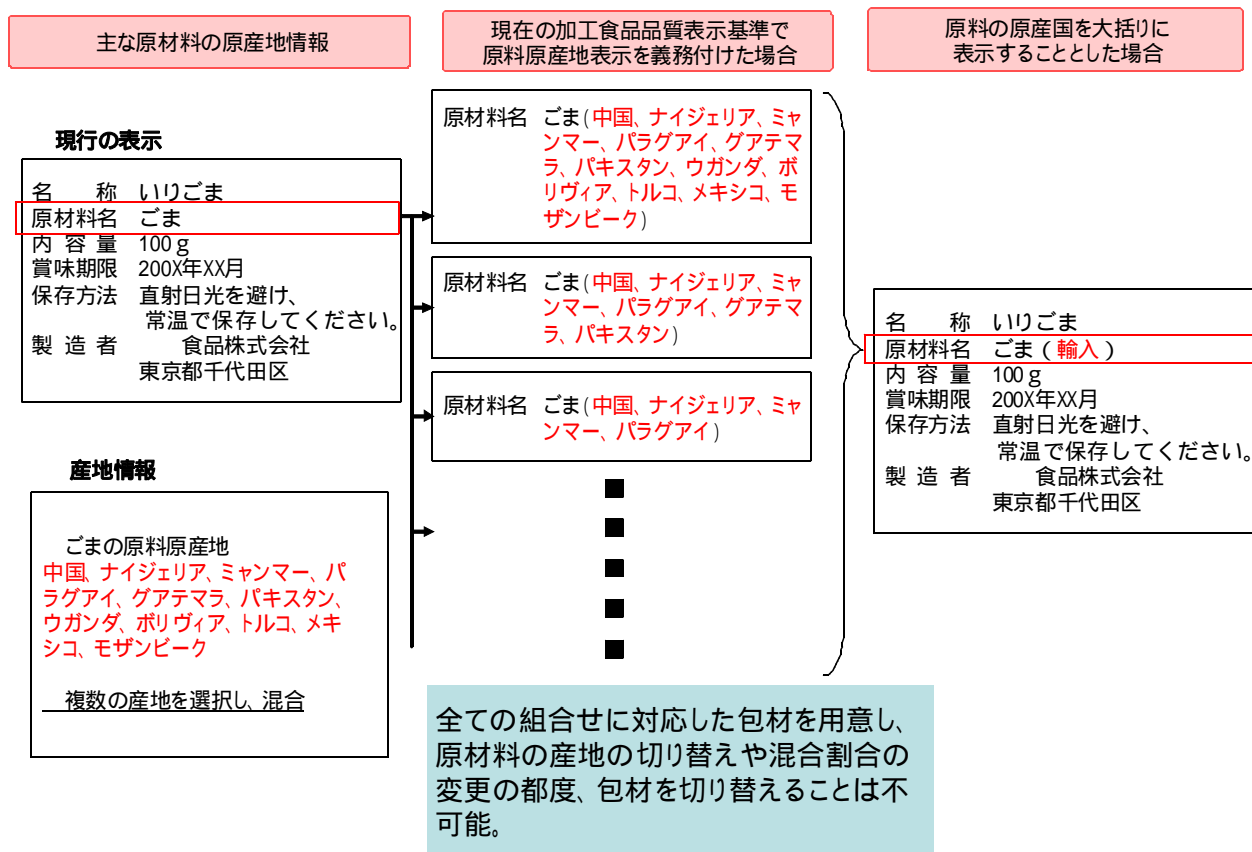 主な原材料の原産地情報
現行の表示
名　　称　いりごま
原材料名　ごま
内 容 量　100ｇ
賞味期限　200X年XX月
保存方法　直射日光を避け、
常温で保存してください。
製 造 者　　食品株式会社
東京都千代田区
産地情報
ごまの原料原産地
中国、ナイジェリア、ミャンマー、パ
ラグアイ、グアテマラ、パキスタン、
ウガンダ、ボリヴィア、トルコ、メキ
シコ、モザンビーク
複数の産地を選択し、混合
現在の加工食品品質表示基準で
原料原産地表示を義務付けた場合
原材料名　ごま(中国、ナイジェリア、ミャ
ンマー、パラグアイ、グアテマ
ラ、パキスタン、ウガンダ、ボ
リヴィア、トルコ、メキシコ、モ
ザンビーク)
原材料名　ごま(中国、ナイジェリア、ミャ
ンマー、パラグアイ、グアテマ
ラ、パキスタン)
原材料名　ごま(中国、ナイジェリア、ミャ
ンマー、パラグアイ)
全ての組合せに対応した包材を用意し、
原材料の産地の切り替えや混合割合の
変更の都度、包材を切り替えることは不
可能。
原料の原産国を大括りに
表示することとした場合
名　　称　いりごま
原材料名　ごま（輸入）
内 容 量　100ｇ
賞味期限　200X年XX月
保存方法　直射日光を避け、
常温で保存してください。
製 造 者　　食品株式会社
東京都千代田区